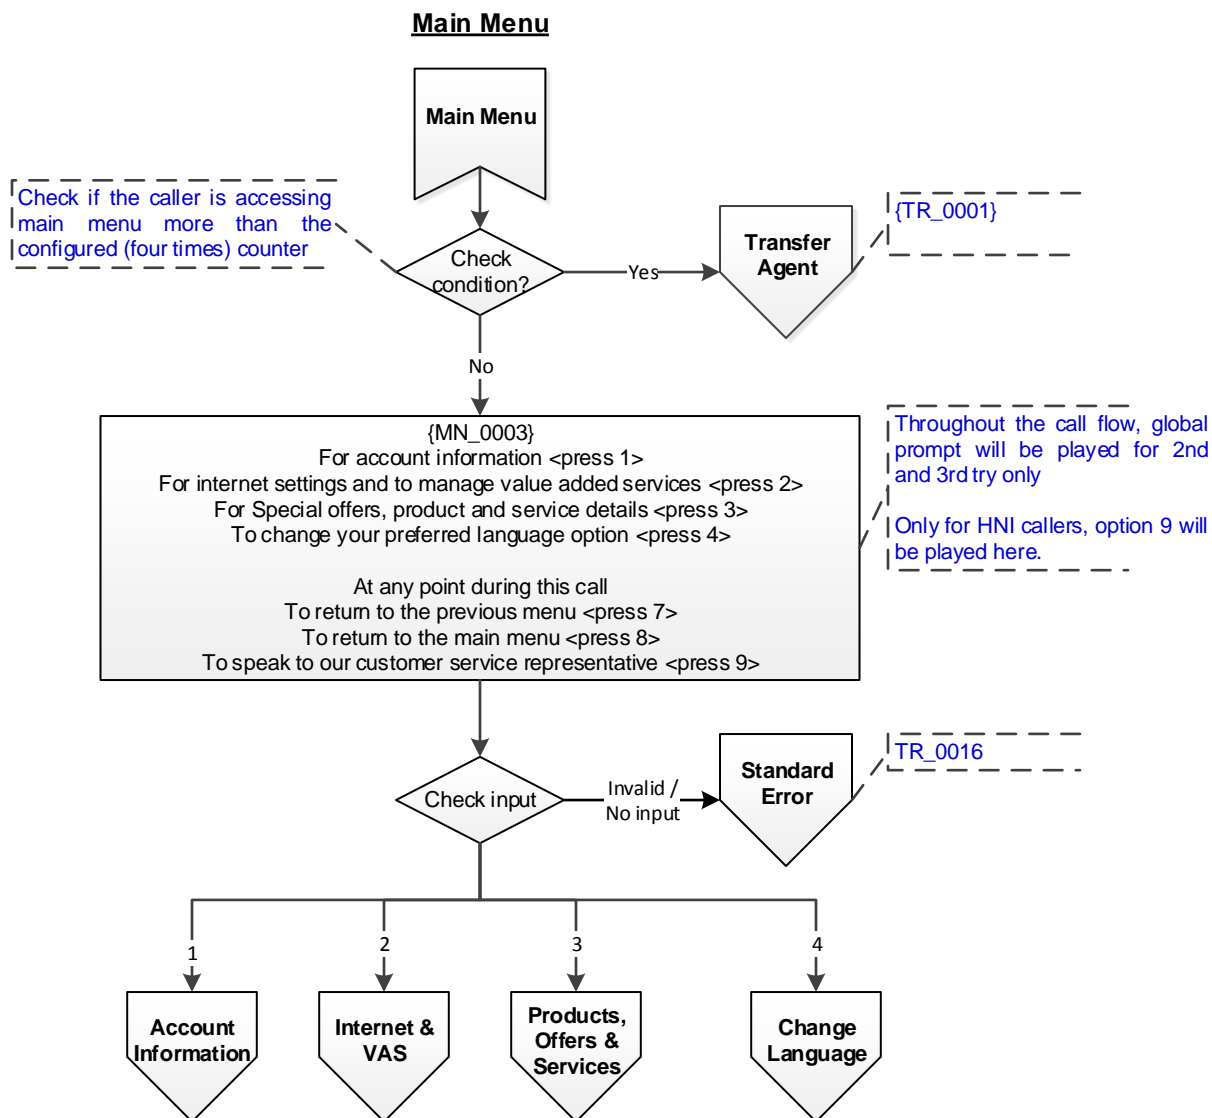 Main Menu
Main Menu
Check if the caller is accessing
main menu more than the
configured (four times) counter
Check
condition?
Yes
Transfer
Agent
{TR_0001}
No
{MN_0003}
For account information <press 1>
For internet settings and to manage value added services <press 2>
For Special offers, product and service details <press 3>
To change your preferred language option <press 4>
At any point during this call
To return to the previous menu <press 7>
To return to the main menu <press 8>
To speak to our customer service representative <press 9>
Throughout the call flow, global
prompt will be played for 2nd
and 3rd try only
Only for HNI callers, option 9 will
be played here.
Check input
Invalid /
No input
Standard
Error
TR_0016
1
2
3
4
Account
Information
Internet &
VAS
Products,
Offers &
Services
Change
Language